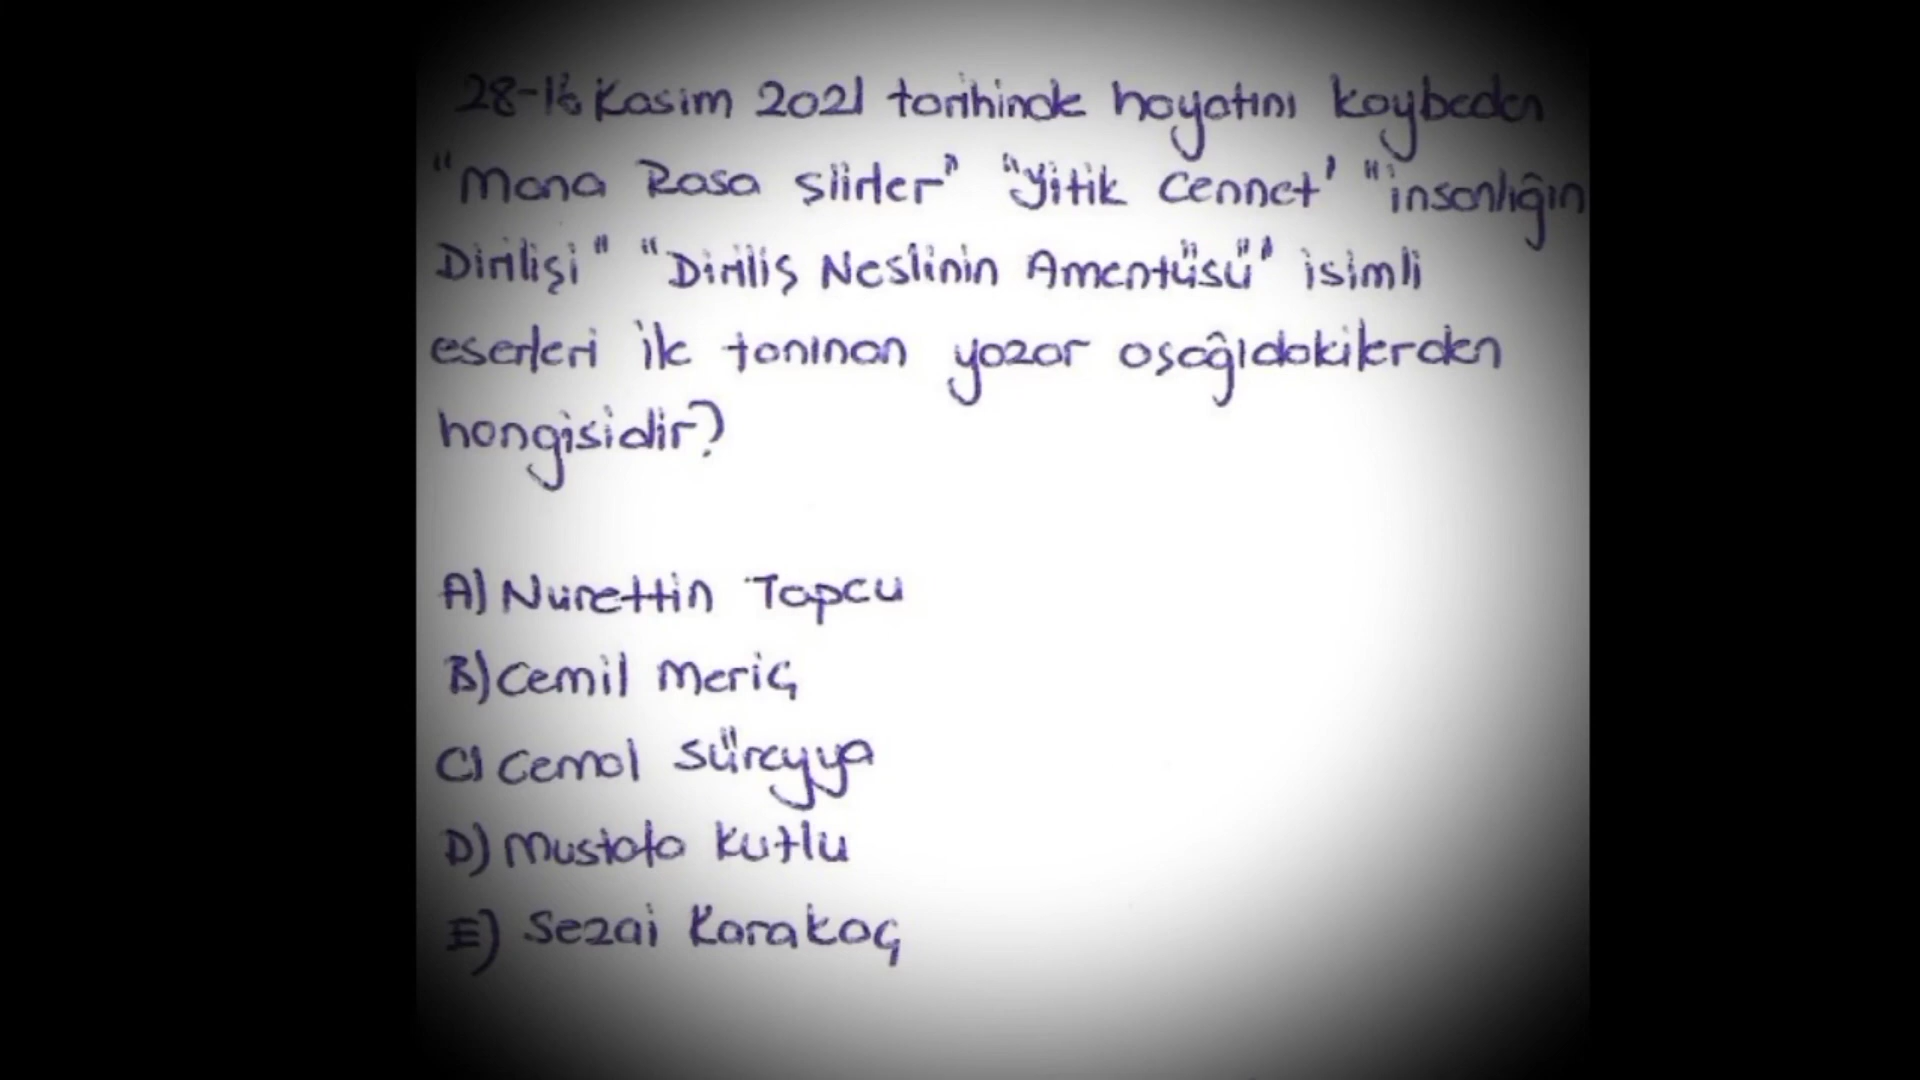 28-16 Kasım 2021 tarihinde hayatını kaybeden
"Mona Rosa Şiirler" "Yitik Cennet' "İnsanlığın
Dirilişi" "Diriliş Neslinin Amentüsü" isimli
eserleri ile tanınan yazar aşağıdakilerden
hangisidir?
A) Nurettin Topcu
B) Cemil Meriç
C) Cemal Süreyya
D) Mustafa Kutlu
E) Sezai Karakoç